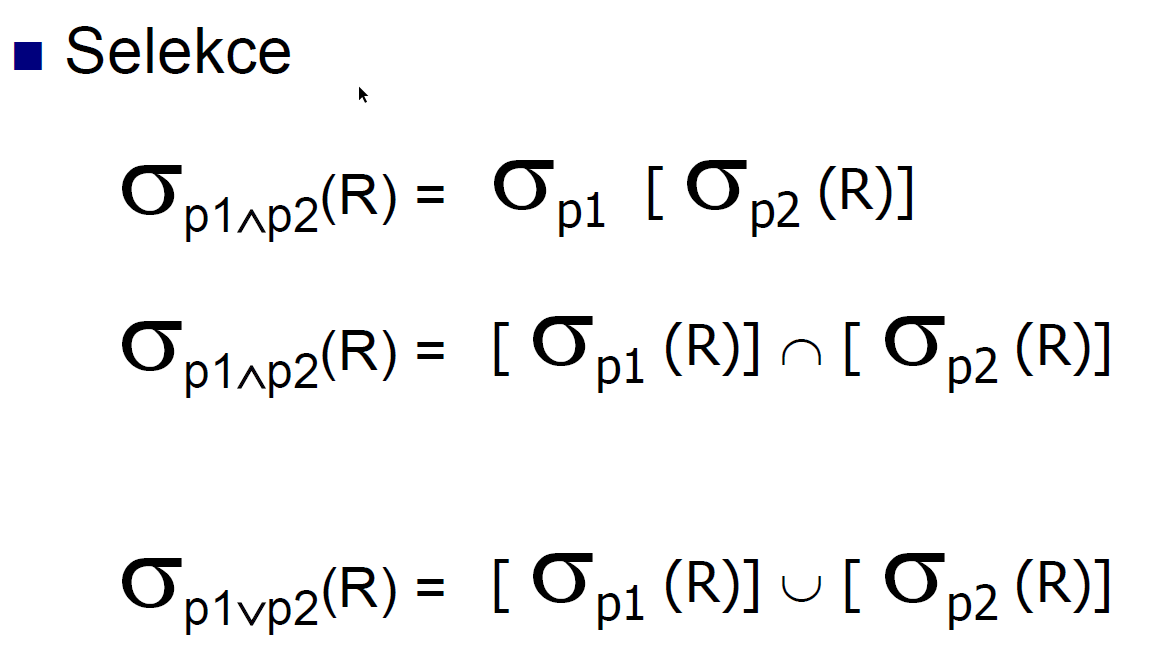 ■ Selekce
σp1∧p2(R) = σp1 [ σp2 (R)]
σp1∧p2(R) = [ σp1 (R)] ∩ [ σp2 (R)]
σp1∨p2(R) = [ σp1 (R)] ∪ [ σp2 (R)]